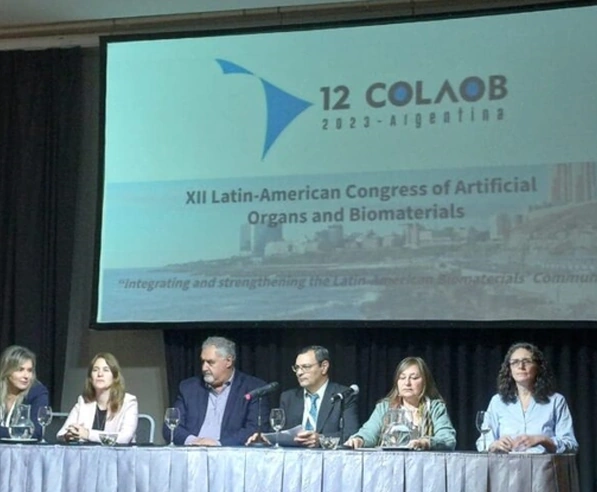 12 COLAOB
2023-Argentina
XII Latin-American Congress of Artificial
Organs and Biomaterials
"Integrating and strengthening the Latin-American Biomaterials' Commun